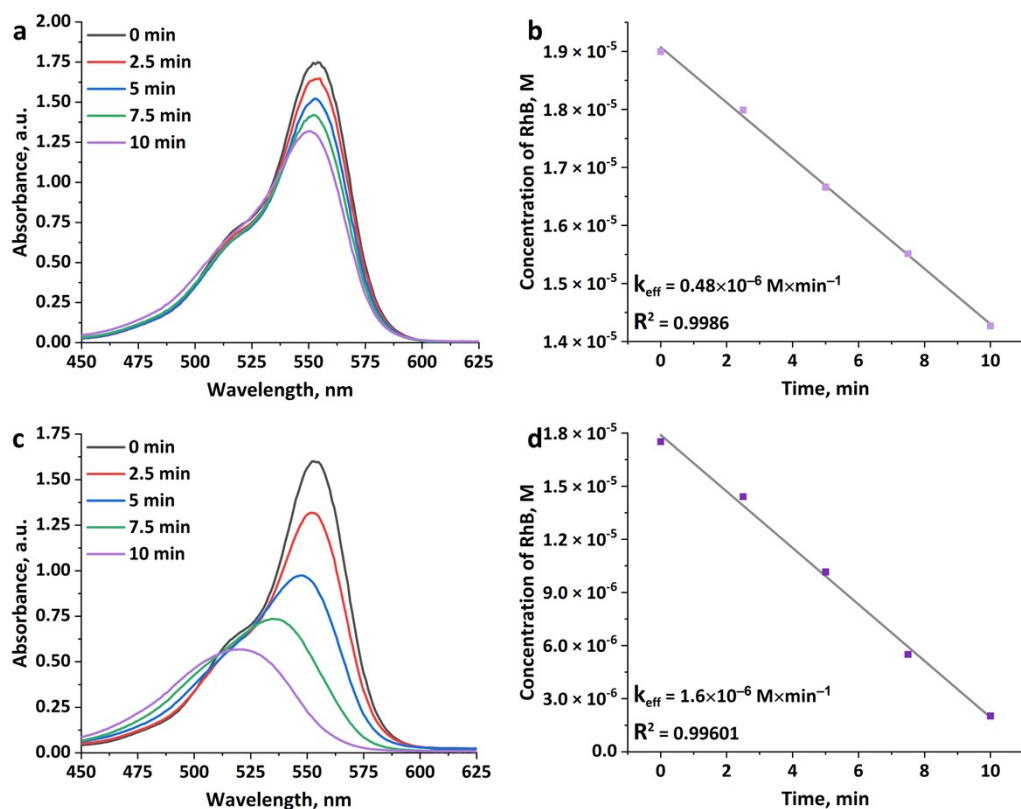 a
2.00
1.75
1.50
1.25
1.00
0.75
0.50
0.25
0.00
Absorbance, a.u.
0 min
2.5 min
5 min
7.5 min
10 min
450 475 500 525 550 575 600 625
Wavelength, nm
b
1.9 × 10⁻⁵
1.8 × 10⁻⁵
1.7 × 10⁻⁵
1.6 × 10⁻⁵
1.5 × 10⁻⁵
1.4 × 10⁻⁵
Concentration of RhB, M
k_eff = 0.48×10⁻⁶ M×min⁻¹
R² = 0.9986
0 2 4 6 8 10
Time, min
c
1.75
1.50
1.25
1.00
0.75
0.50
0.25
0.00
Absorbance, a.u.
0 min
2.5 min
5 min
7.5 min
10 min
450 475 500 525 550 575 600 625
Wavelength, nm
d
1.8 × 10⁻⁵
1.5 × 10⁻⁵
1.2 × 10⁻⁵
9.0 × 10⁻⁶
6.0 × 10⁻⁶
3.0 × 10⁻⁶
0.0
Concentration of RhB, M
k_eff = 1.6×10⁻⁶ M×min⁻¹
R² = 0.99601
0 2 4 6 8 10
Time, min